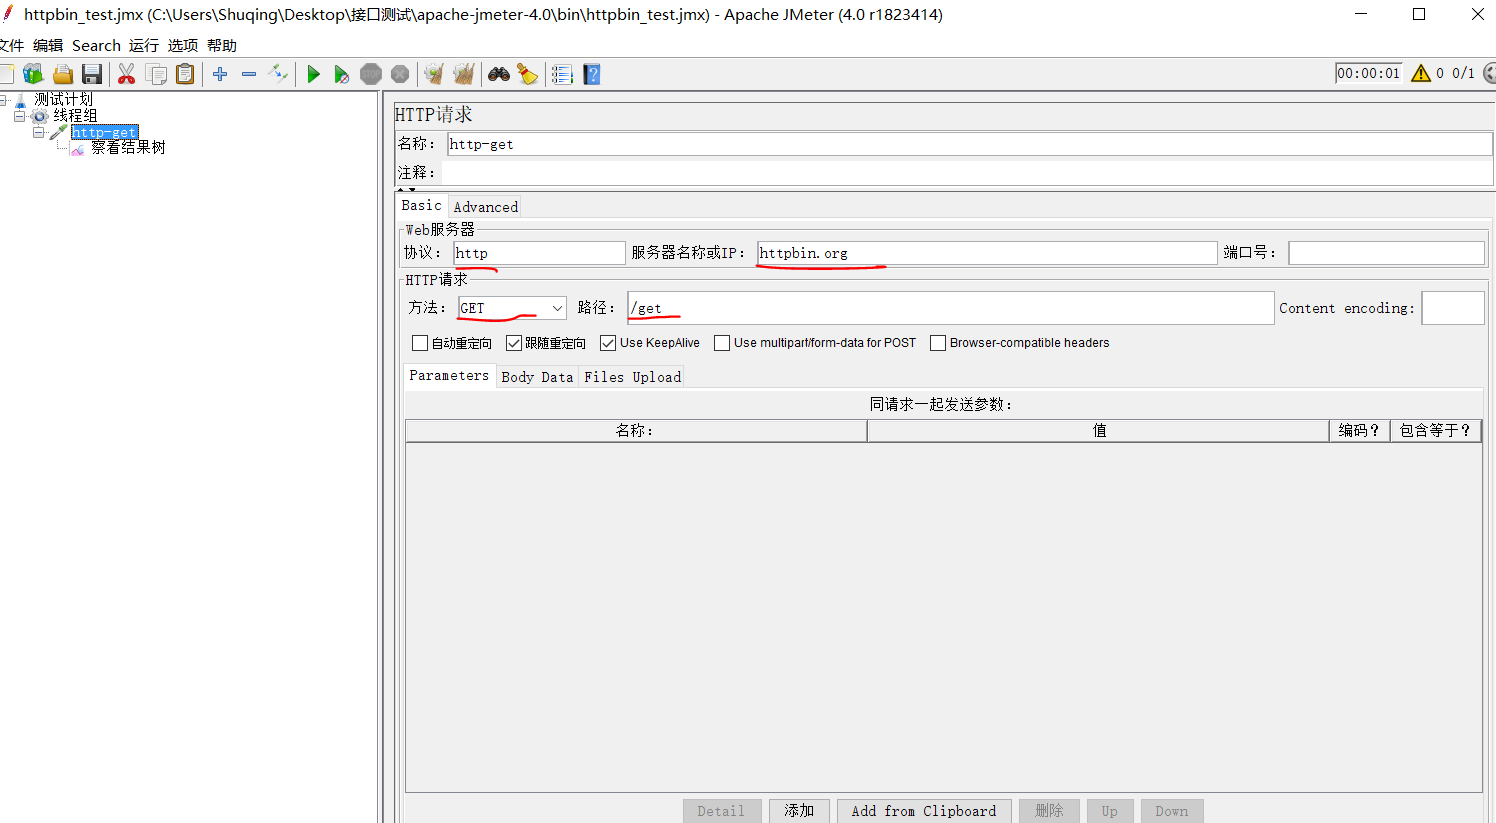 httpbin_test.jmx (C:\Users\Shuqing\Desktop\接口测试\apache-jmeter-4.0\bin\httpbin_test.jmx) - Apache JMeter (4.0 r1823414)
文件 编辑 Search 运行 选项 帮助
STOP 00:00:01 0 0/1
测试计划
线程组
http-get
察看结果树
HTTP请求
名称： http-get
注释：
Basic Advanced
Web服务器
协议： http 服务器名称或IP： httpbin.org 端口号：
HTTP请求
方法： GET 路径： /get Content encoding:
自动重定向 跟随重定向 Use KeepAlive Use multipart/form-data for POST Browser-compatible headers
Parameters Body Data Files Upload
同请求一起发送参数：
名称： 值 编码? 包含等于?
Detail 添加 Add from Clipboard 删除 Up Down